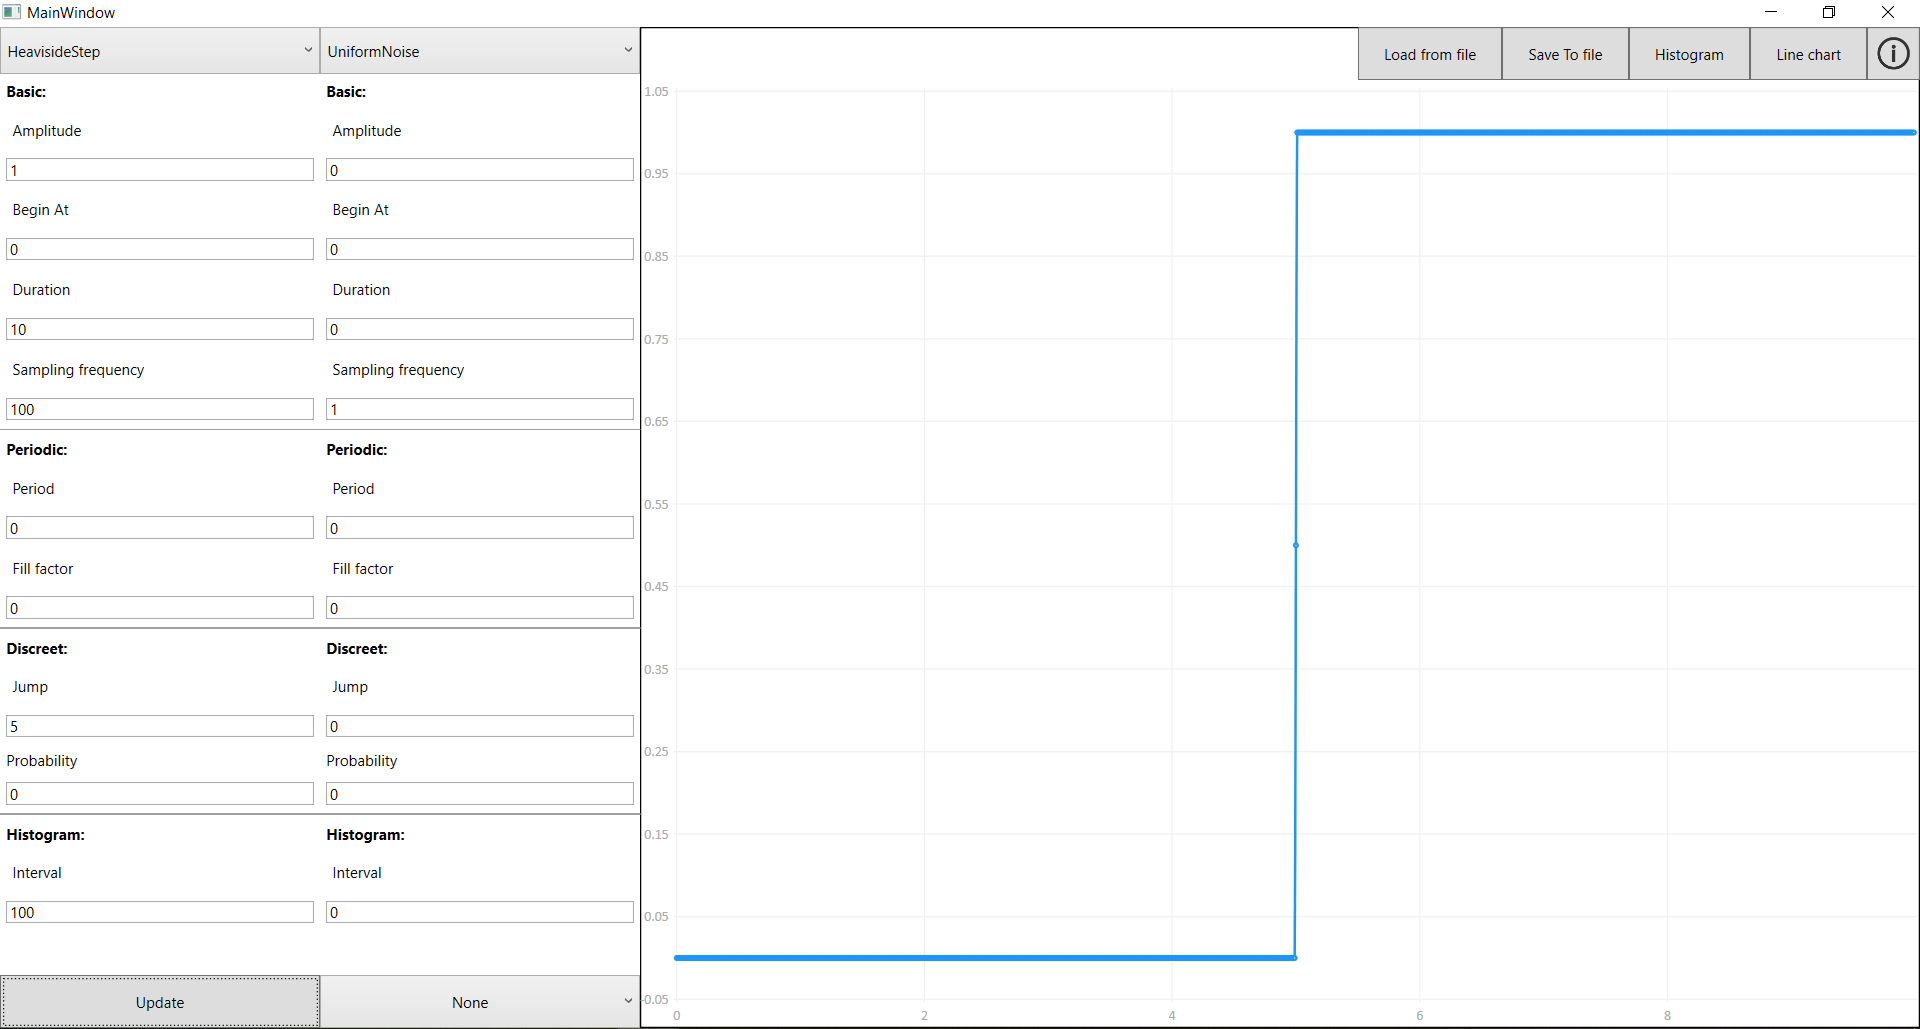 MainWindow
HeavisideStep UniformNoise Load from file Save To file Histogram Line chart
Basic: Basic:
Amplitude Amplitude
1 0
Begin At Begin At
0 0
Duration Duration
10 0
Sampling frequency Sampling frequency
100 1
Periodic: Periodic:
Period Period
0 0
Fill factor Fill factor
0 0
Discreet: Discreet:
Jump Jump
5 0
Probability Probability
0 0
Histogram: Histogram:
Interval Interval
100 0
Update None
1.05
0.95
0.85
0.75
0.65
0.55
0.45
0.35
0.25
0.15
0.05
-0.05
0 2 4 6 8